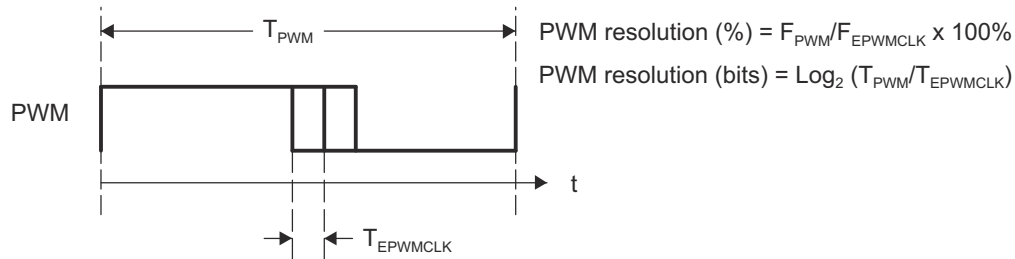 T_PWM
PWM resolution (%) = F_PWM/F_EPWMCLK x 100%
PWM resolution (bits) = Log_2 (T_PWM/T_EPWMCLK)
PWM
t
T_EPWMCLK